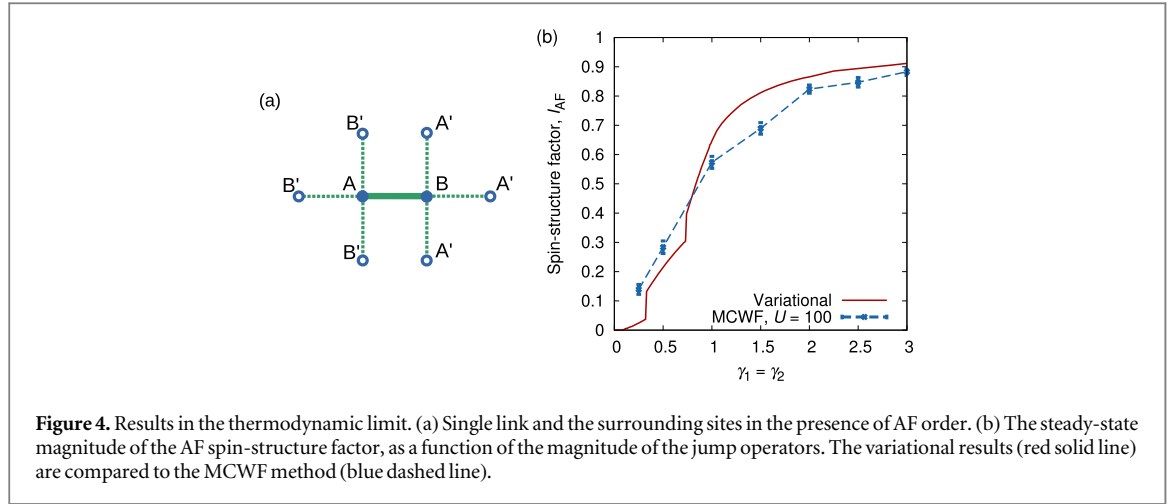 (a)
B'
A'
B'
A
B
A'
B'
A'
(b)
Spin-structure factor, I_AF
1
0.9
0.8
0.7
0.6
0.5
0.4
0.3
0.2
0.1
0
Variational
MCWF, U = 100
0 0.5 1 1.5 2 2.5 3
γ₁ = γ₂
Figure 4. Results in the thermodynamic limit. (a) Single link and the surrounding sites in the presence of AF order. (b) The steady-state
magnitude of the AF spin-structure factor, as a function of the magnitude of the jump operators. The variational results (red solid line)
are compared to the MCWF method (blue dashed line).